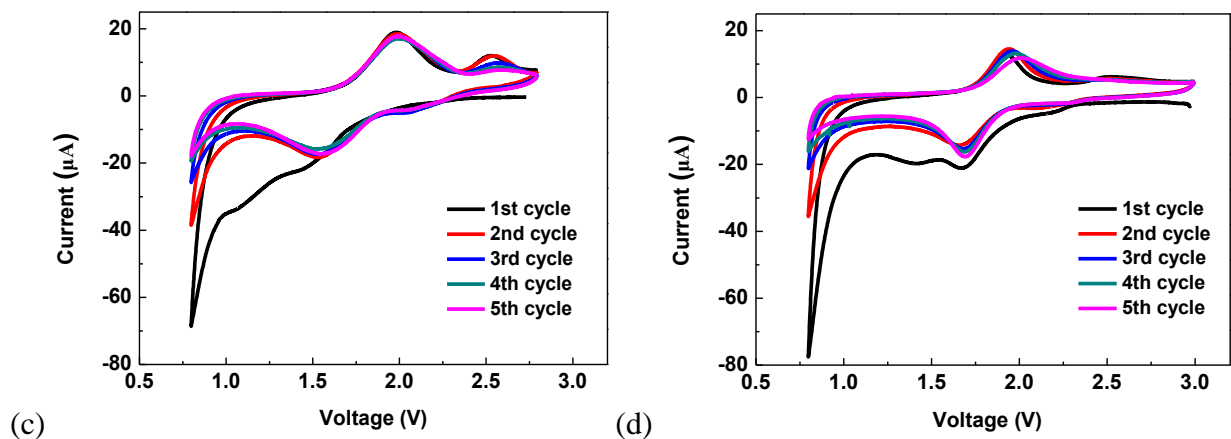 20
0
-20
-40
-60
-80
Current (μA)
1st cycle
2nd cycle
3rd cycle
4th cycle
5th cycle
0.5 1.0 1.5 2.0 2.5 3.0
Voltage (V)
(c)
20
0
-20
-40
-60
-80
Current (μA)
1st cycle
2nd cycle
3rd cycle
4th cycle
5th cycle
0.5 1.0 1.5 2.0 2.5 3.0
Voltage (V)
(d)